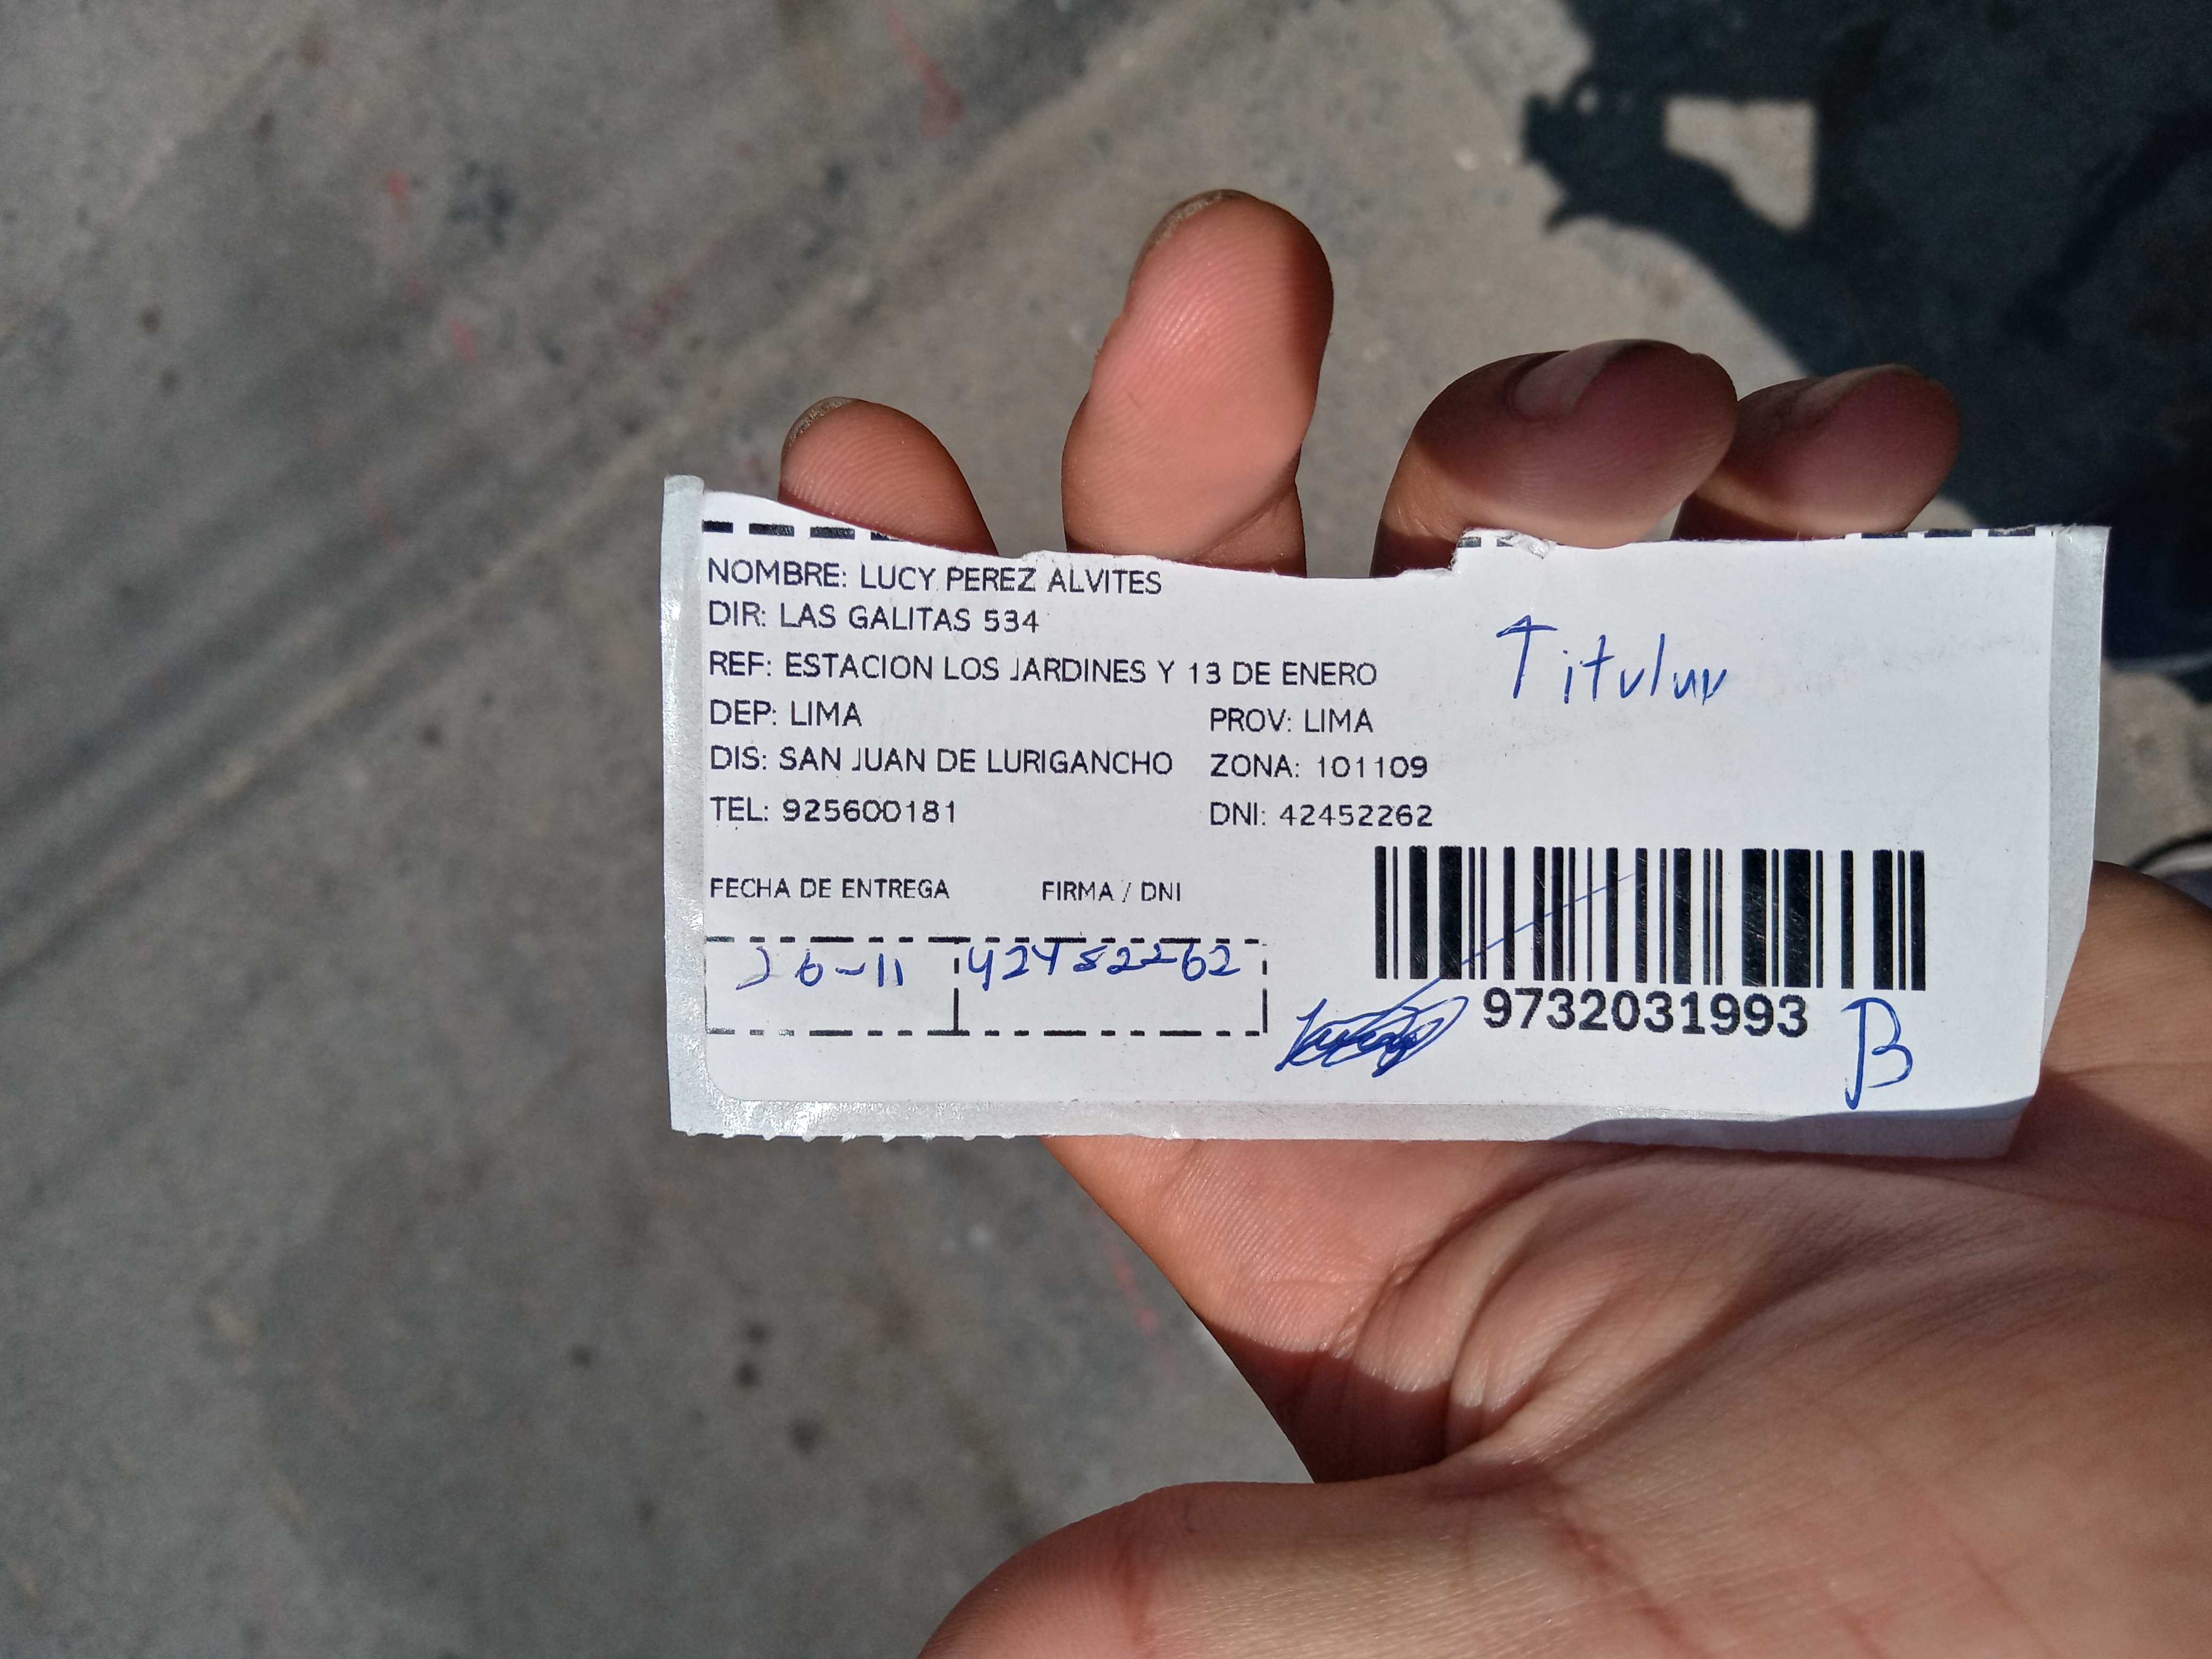 NOMBRE: LUCY PEREZ ALVITES
DIR: LAS GALITAS 534
REF: ESTACION LOS JARDINES Y 13 DE ENERO
Titular
DEP: LIMA PROV: LIMA
DIS: SAN JUAN DE LURIGANCHO ZONA: 101109
TEL: 925600181 DNI: 42452262
FECHA DE ENTREGA FIRMA / DNI
26-11 42452262
9732031993 B